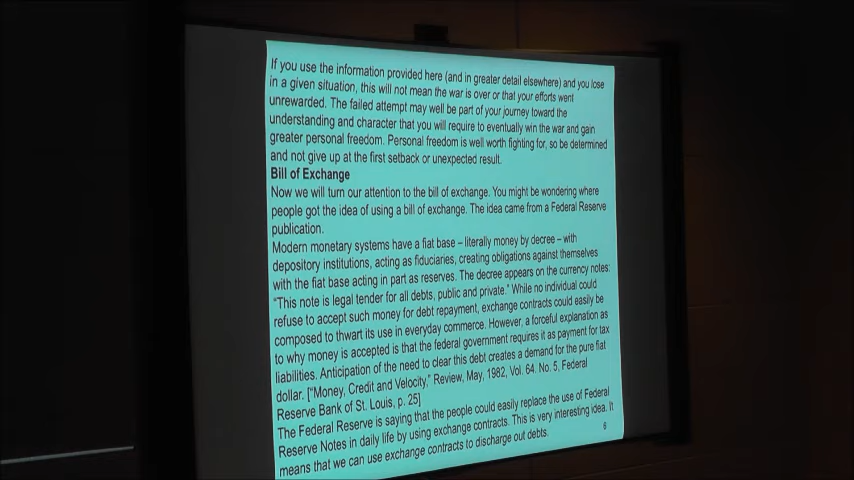 If you use the information provided here (and in greater detail elsewhere) and you lose
in a given situation, this will not mean the war is over or that your efforts went
unrewarded. The failed attempt may well be part of your journey toward the
understanding and character that you will require to eventually win the war and gain
greater personal freedom. Personal freedom is well worth fighting for, so be determined
and not give up at the first setback or unexpected result.
Bill of Exchange
Now we will turn our attention to the bill of exchange. You might be wondering where
people got the idea of using a bill of exchange. The idea came from a Federal Reserve
publication.
Modern monetary systems have a fiat base – literally money by decree – with
depository institutions, acting as fiduciaries, creating obligations against themselves
with the fiat base acting in part as reserves. The decree appears on the currency notes:
“This note is legal tender for all debts, public and private.” While no individual could
refuse to accept such money for debt repayment, exchange contracts could easily be
composed to thwart its use in everyday commerce. However, a forceful explanation as
to why money is accepted is that the federal government requires it as payment for tax
liabilities. Anticipation of the need to clear this debt creates a demand for the pure fiat
dollar. [“Money, Credit and Velocity,” Review, May, 1982, Vol. 64. No. 5, Federal
Reserve Bank of St. Louis, p. 25]
The Federal Reserve is saying that the people could easily replace the use of Federal
Reserve Notes in daily life by using exchange contracts. This is very interesting idea. It
means that we can use exchange contracts to discharge out debts.
6